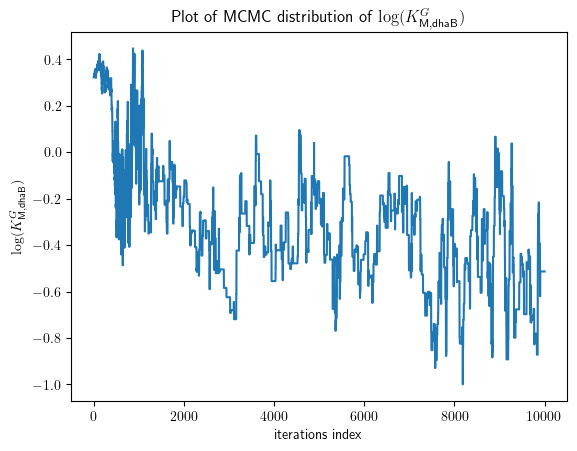 Plot of MCMC distribution of log(K^G_M,dhaB)
log(K^G_M,dhaB)
0.4
0.2
0.0
−0.2
−0.4
−0.6
−0.8
−1.0
0 2000 4000 6000 8000 10000
iterations index